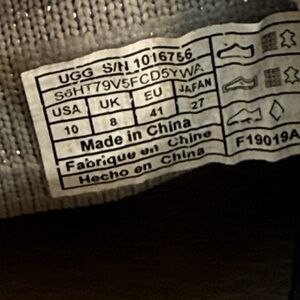 UGG S/N 1016756
S6HT79V5FCD5YWA
USA UK EU JAPAN
10 8 41 27
Made in China
Fabriqué en Chine
Hecho en China
F19019A